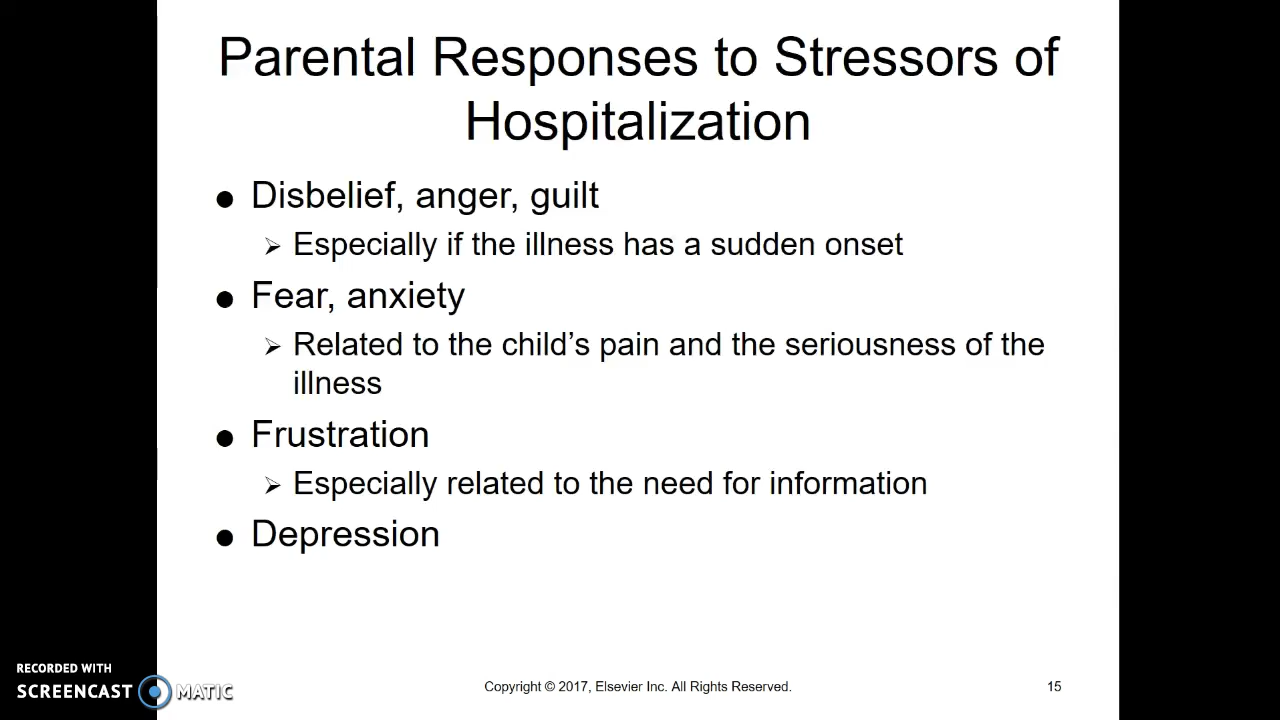 Parental Responses to Stressors of
Hospitalization
● Disbelief, anger, guilt
➢ Especially if the illness has a sudden onset
● Fear, anxiety
➢ Related to the child’s pain and the seriousness of the
illness
● Frustration
➢ Especially related to the need for information
● Depression
RECORDED WITH
SCREENCAST MATIC
Copyright © 2017, Elsevier Inc. All Rights Reserved.
15